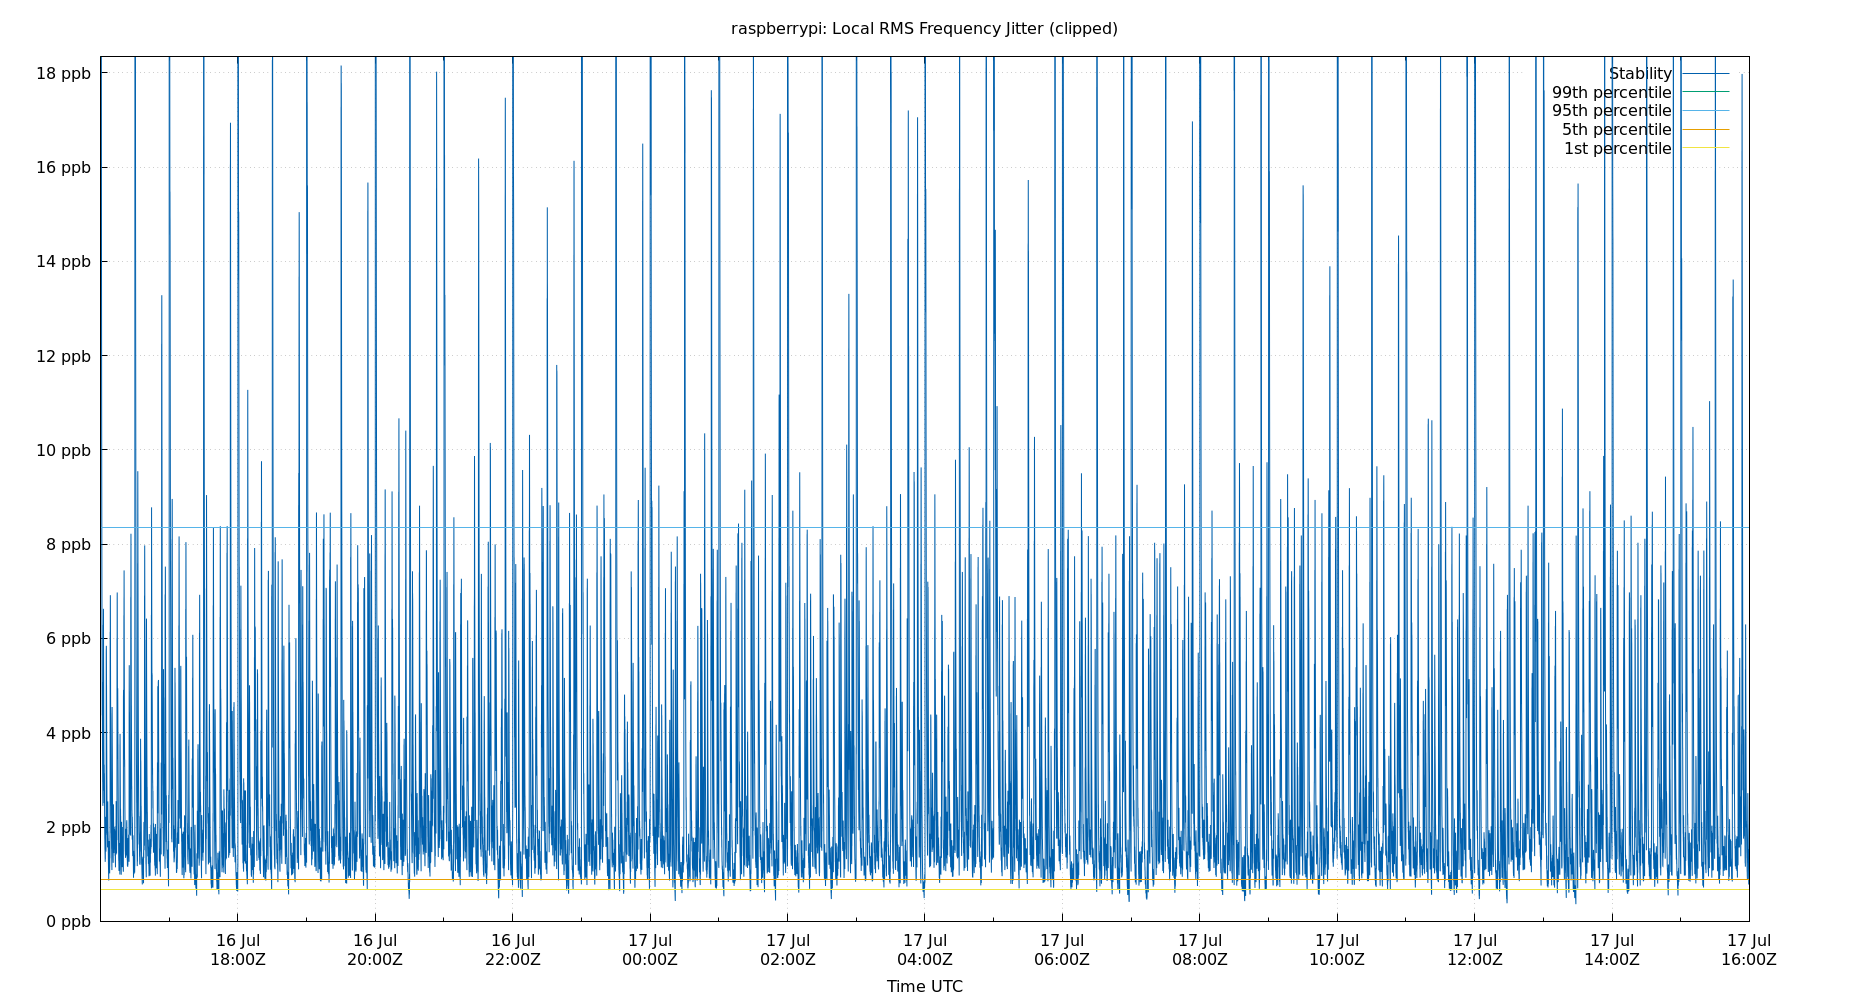 raspberrypi: Local RMS Frequency Jitter (clipped)
18 ppb
16 ppb
14 ppb
12 ppb
10 ppb
8 ppb
6 ppb
4 ppb
2 ppb
0 ppb
Stability
99th percentile
95th percentile
5th percentile
1st percentile
16 Jul 16 Jul 16 Jul 17 Jul 17 Jul 17 Jul 17 Jul 17 Jul 17 Jul 17 Jul 17 Jul 17 Jul
18:00Z 20:00Z 22:00Z 00:00Z 02:00Z 04:00Z 06:00Z 08:00Z 10:00Z 12:00Z 14:00Z 16:00Z
Time UTC